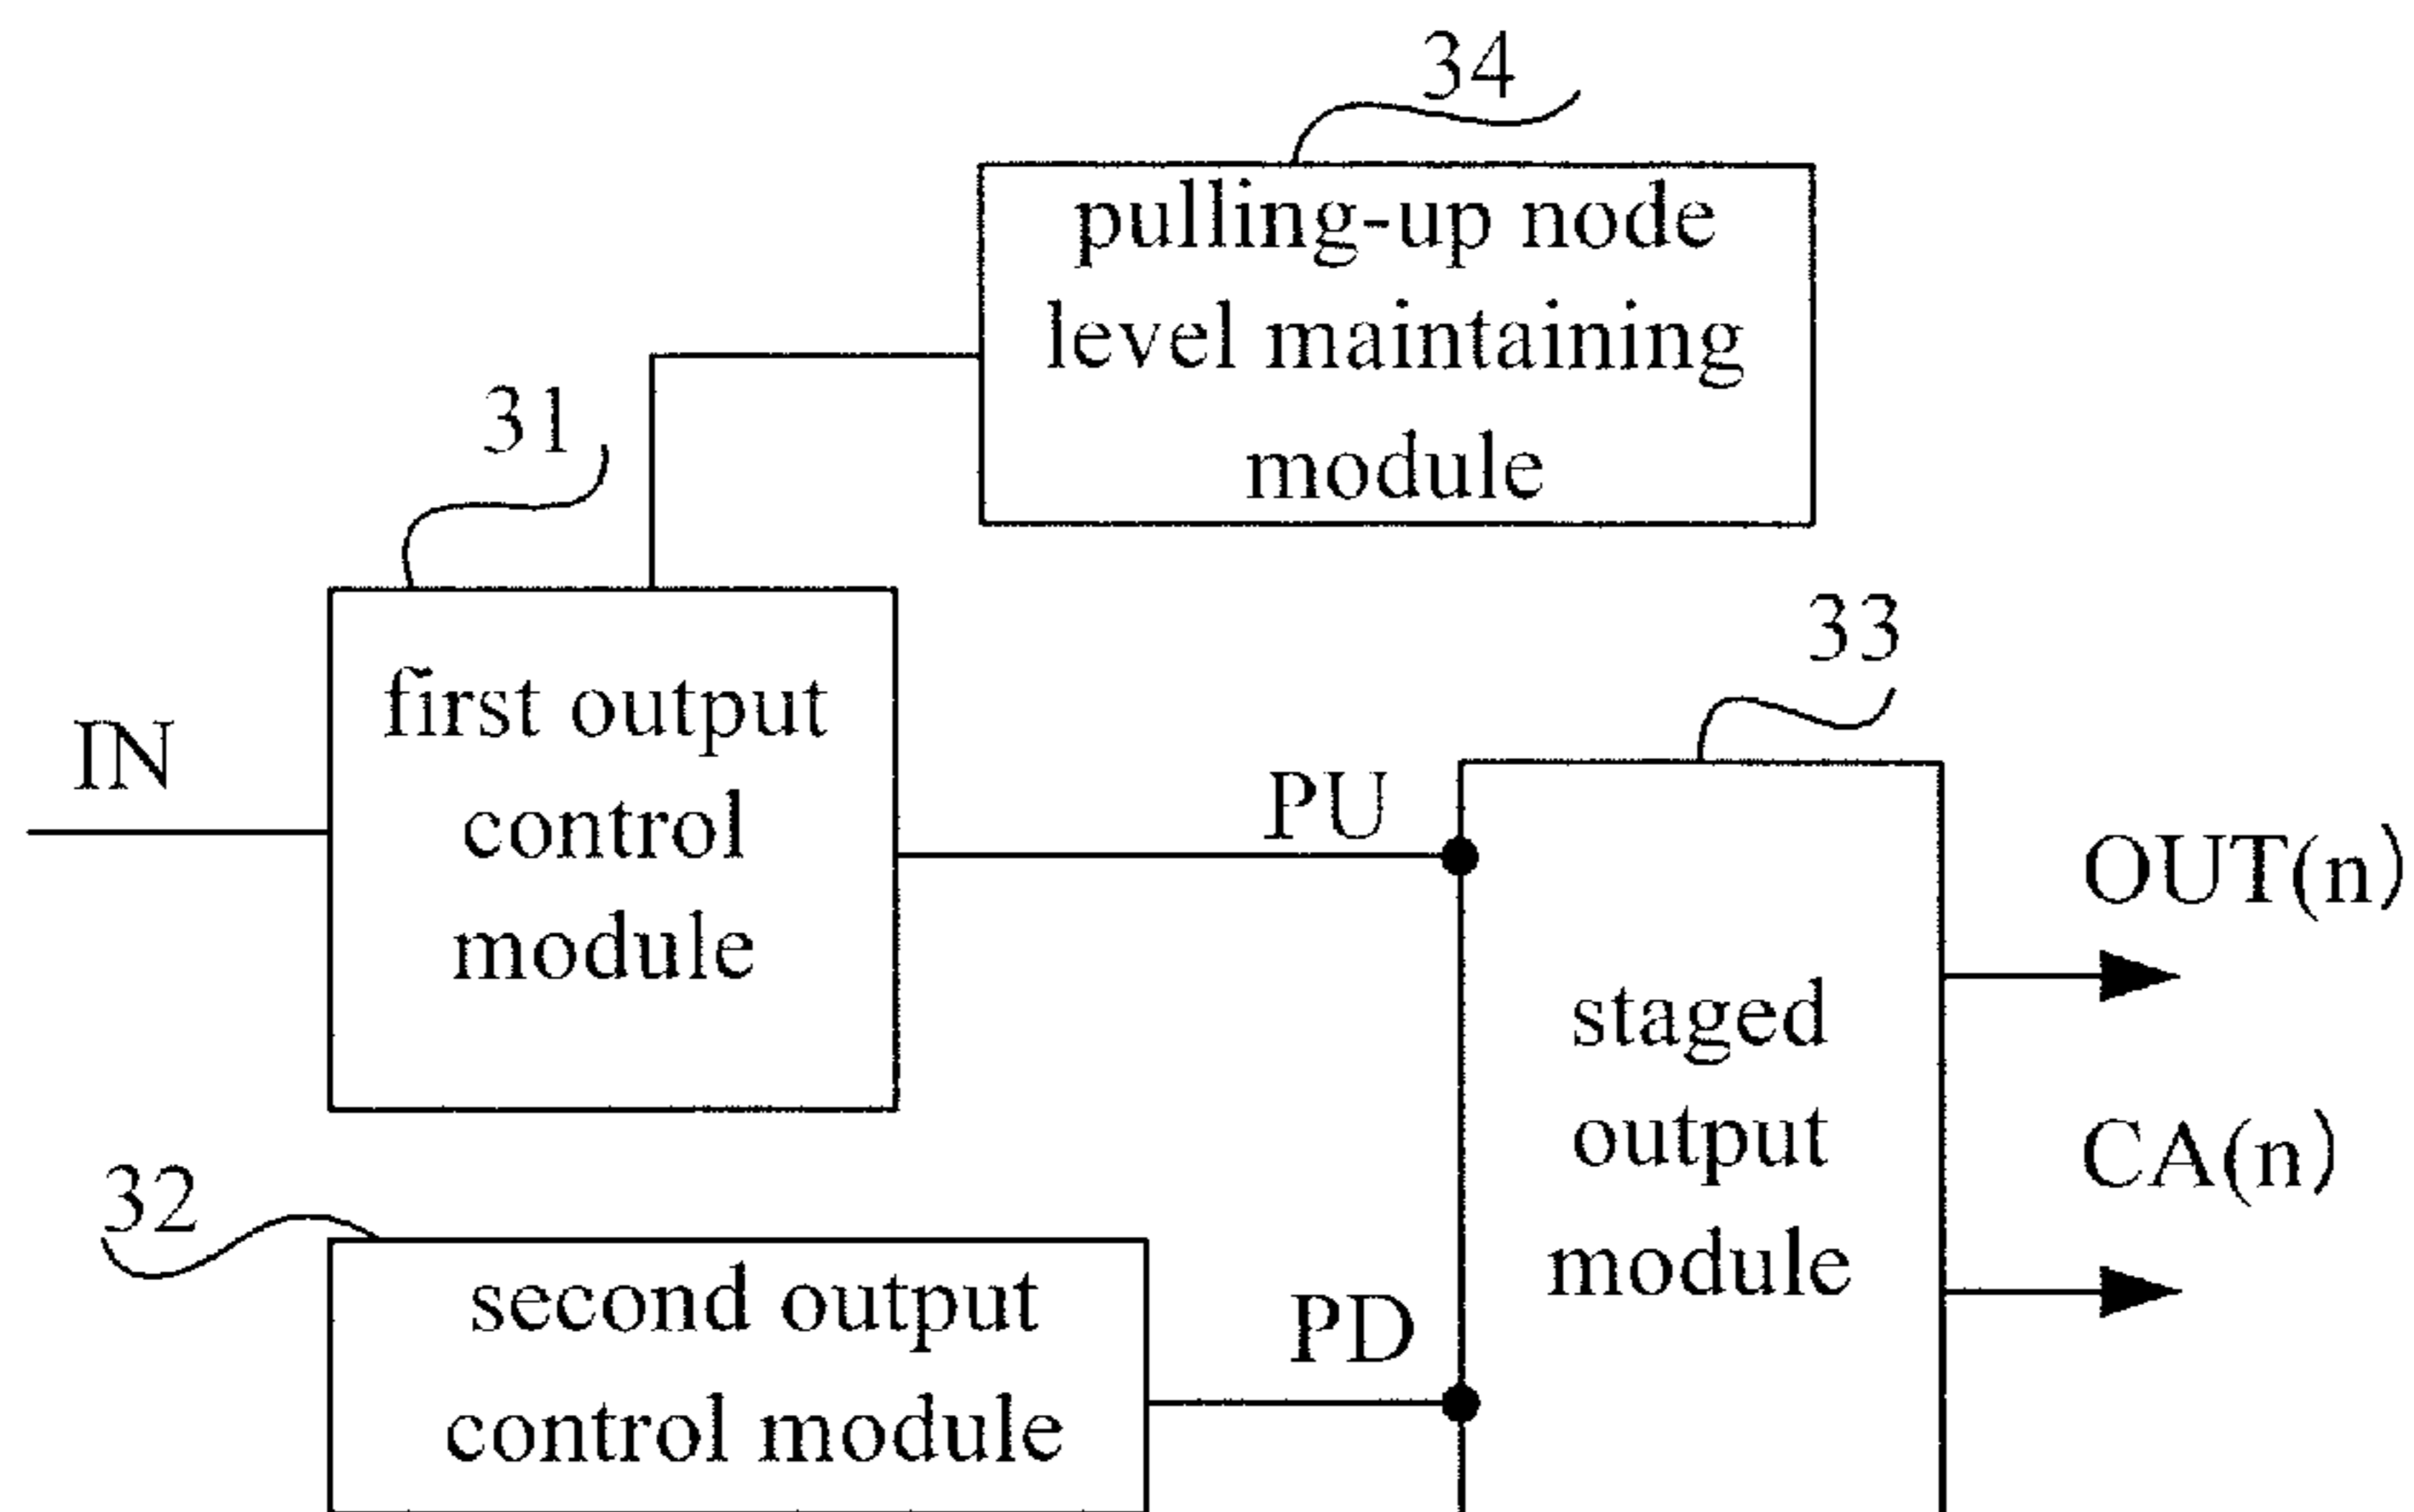 34
pulling-up node
level maintaining
module
31
first output
control
module
IN
33
PU
OUT(n)
staged
output
module
CA(n)
32
second output
control module
PD